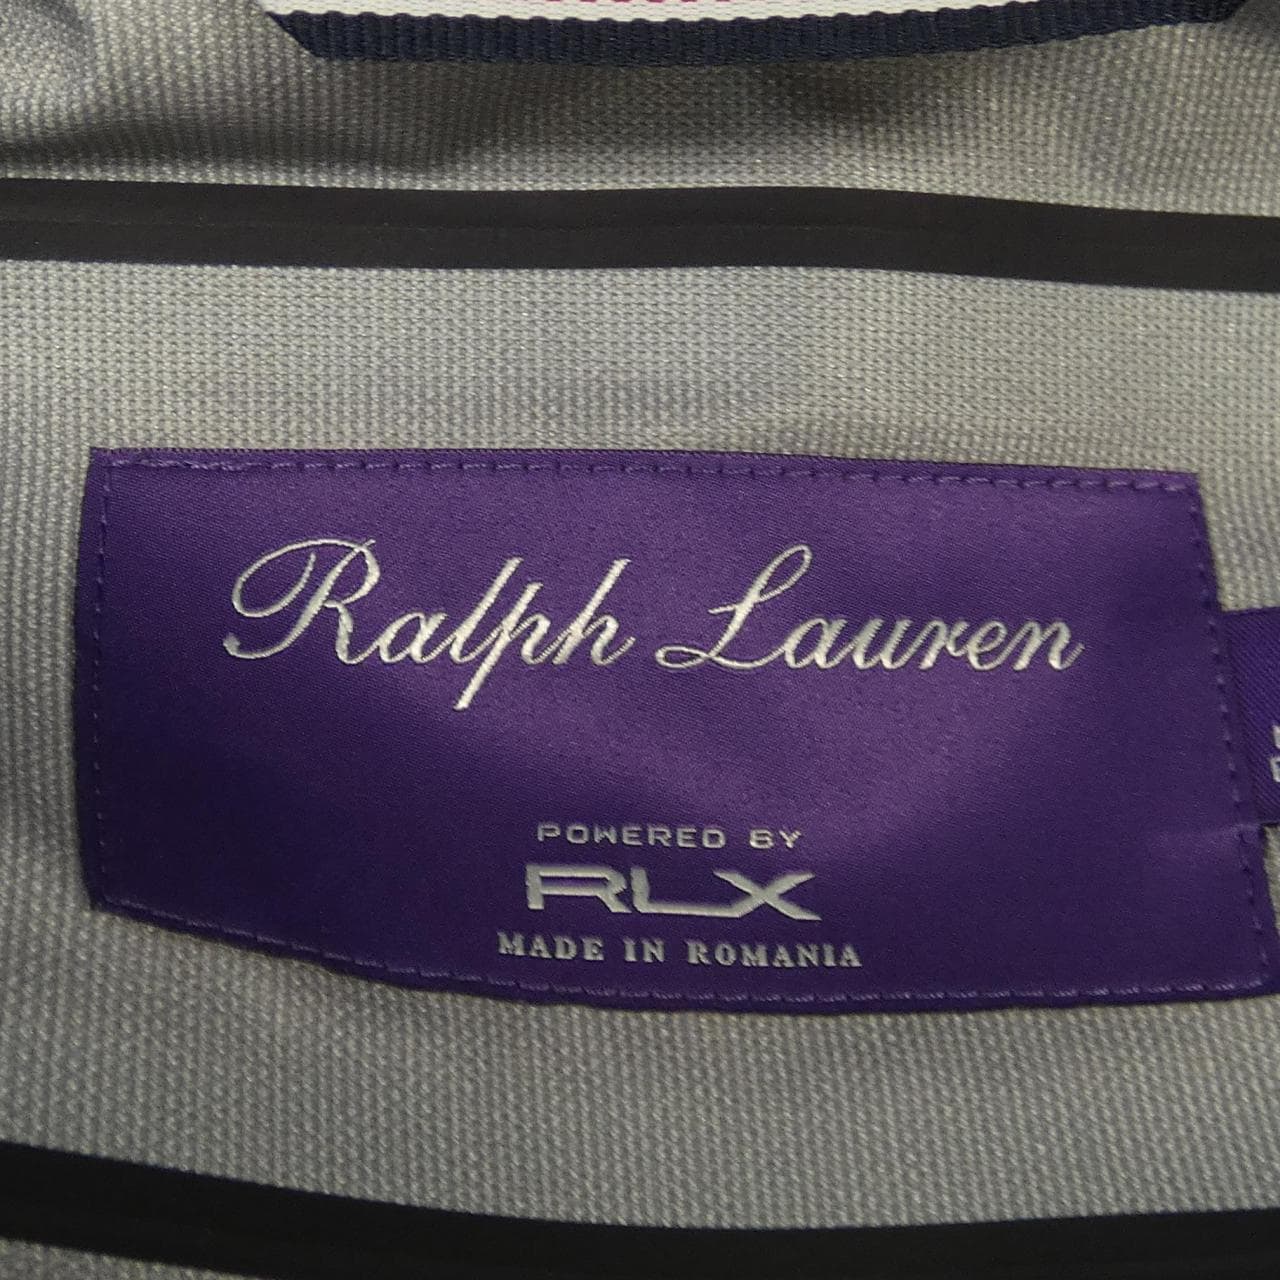 Ralph Lauren
POWERED BY
RLX
MADE IN ROMANIA